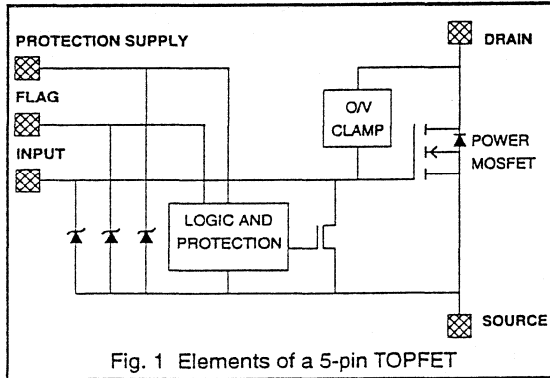 PROTECTION SUPPLY
DRAIN
FLAG
O/V
CLAMP
POWER
MOSFET
INPUT
LOGIC AND
PROTECTION
SOURCE
Fig. 1 Elements of a 5-pin TOPFET